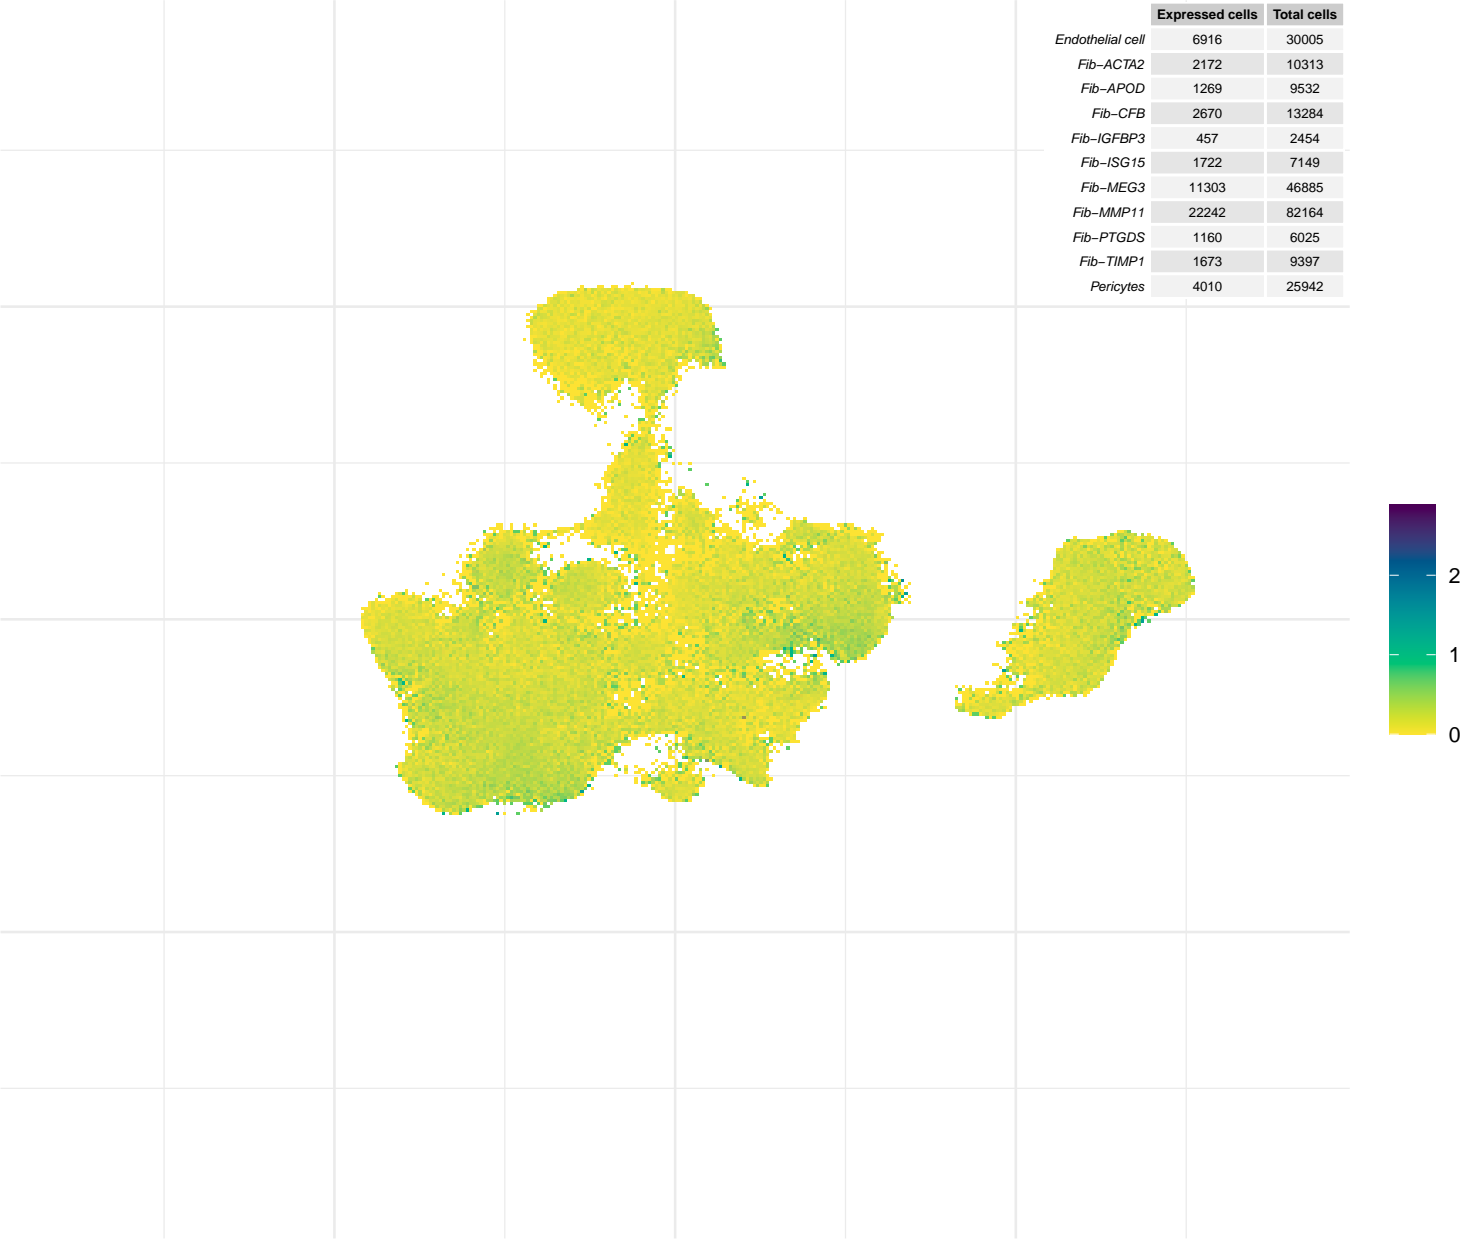 Expressed cells Total cells
Endothelial cell 6916 30005
Fib−ACTA2 2172 10313
Fib−APOD 1269 9532
Fib−CFB 2670 13284
Fib−IGFBP3 457 2454
Fib−ISG15 1722 7149
Fib−MEG3 11303 46885
Fib−MMP11 22242 82164
Fib−PTGDS 1160 6025
Fib−TIMP1 1673 9397
Pericytes 4010 25942
2
1
0